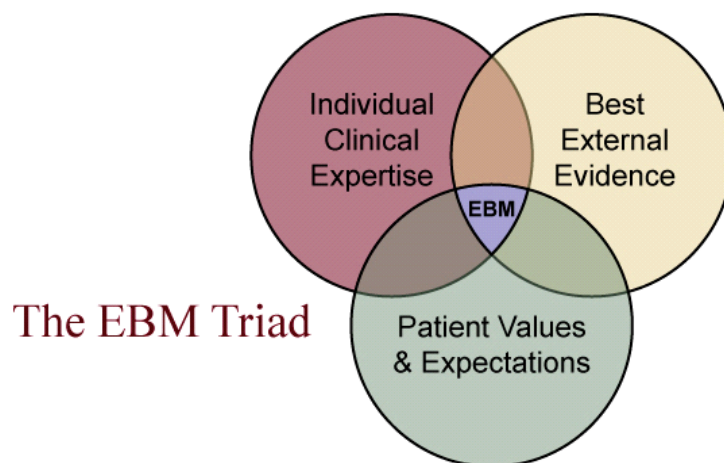 Individual
Clinical
Expertise
Best
External
Evidence
EBM
The EBM Triad
Patient Values
& Expectations